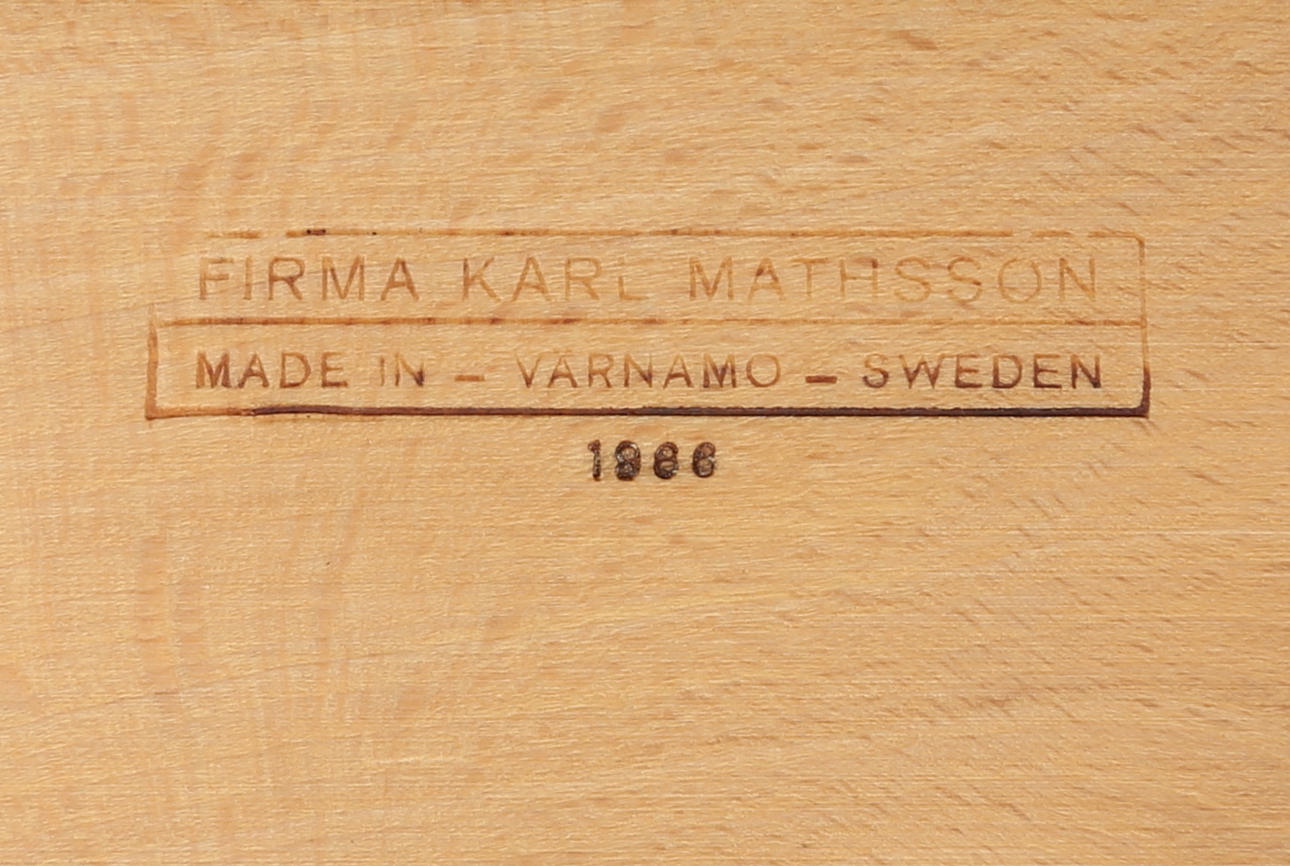 FIRMA KARL MATHSSON
MADE IN – VÄRNAMO – SWEDEN
1966